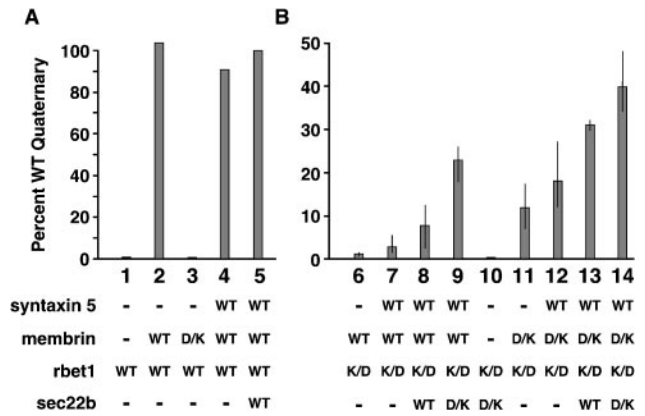 A B
Percent WT Quaternary
100
80
60
40
20
0
50
40
30
20
10
0
1 2 3 4 5 6 7 8 9 10 11 12 13 14
syntaxin 5 - - - WT WT - WT WT WT - - WT WT WT
membrin - WT D/K WT WT WT WT WT WT - D/K D/K D/K D/K
rbet1 WT WT WT WT WT K/D K/D K/D K/D K/D K/D K/D K/D K/D
sec22b - - - - WT - - WT D/K D/K - - WT D/K